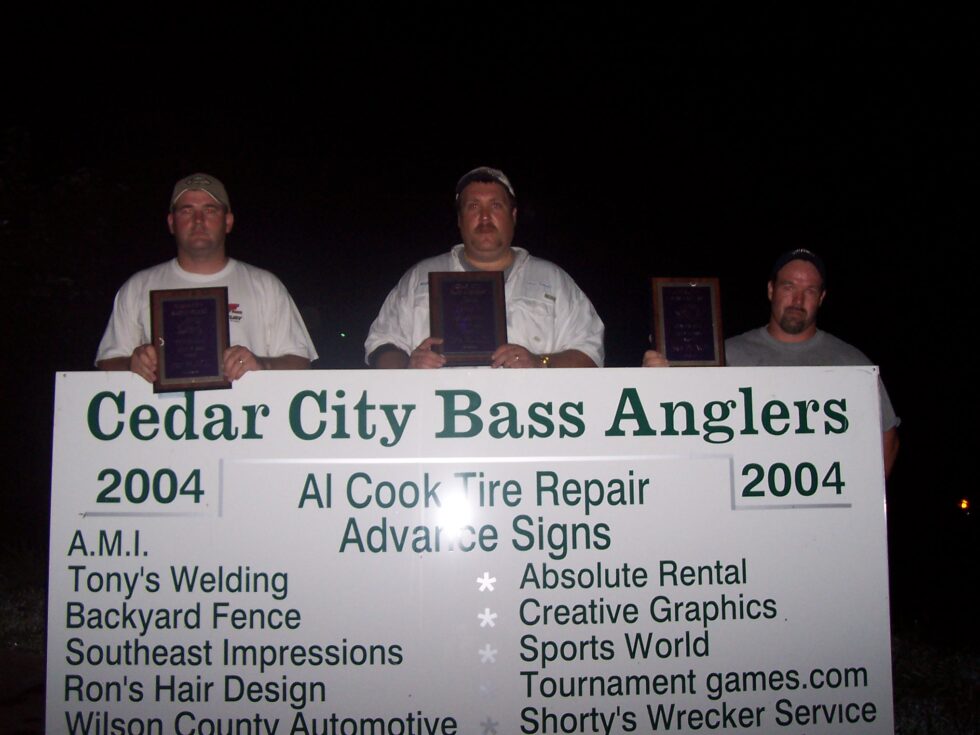 Cedar City Bass Anglers
2004
Al Cook Tire Repair
2004
Advance Signs
A.M.I.
Tony's Welding
* Absolute Rental
Backyard Fence
* Creative Graphics
Southeast Impressions
* Sports World
Ron's Hair Design
Tournament games.com
Wilson County Automotive
* Shorty's Wrecker Service